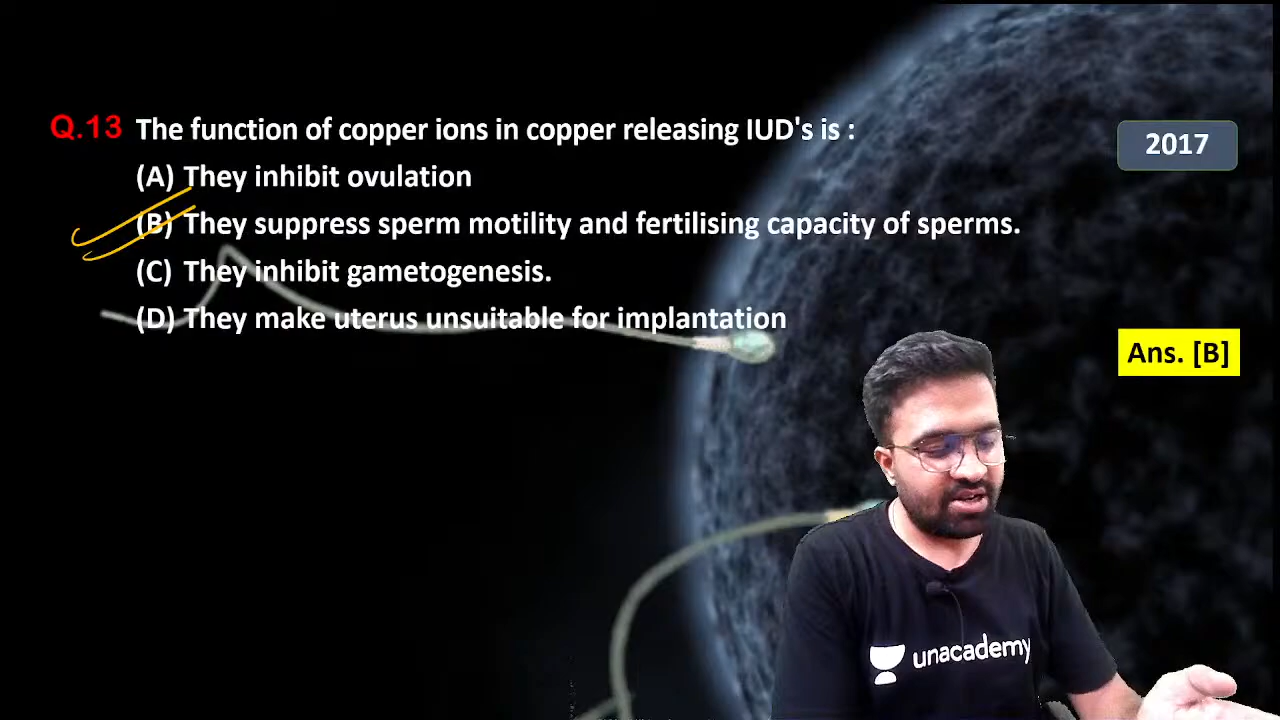 Q.13 The function of copper ions in copper releasing IUD's is :
2017
(A) They inhibit ovulation
(B) They suppress sperm motility and fertilising capacity of sperms.
(C) They inhibit gametogenesis.
(D) They make uterus unsuitable for implantation
Ans. [B]
unacademy